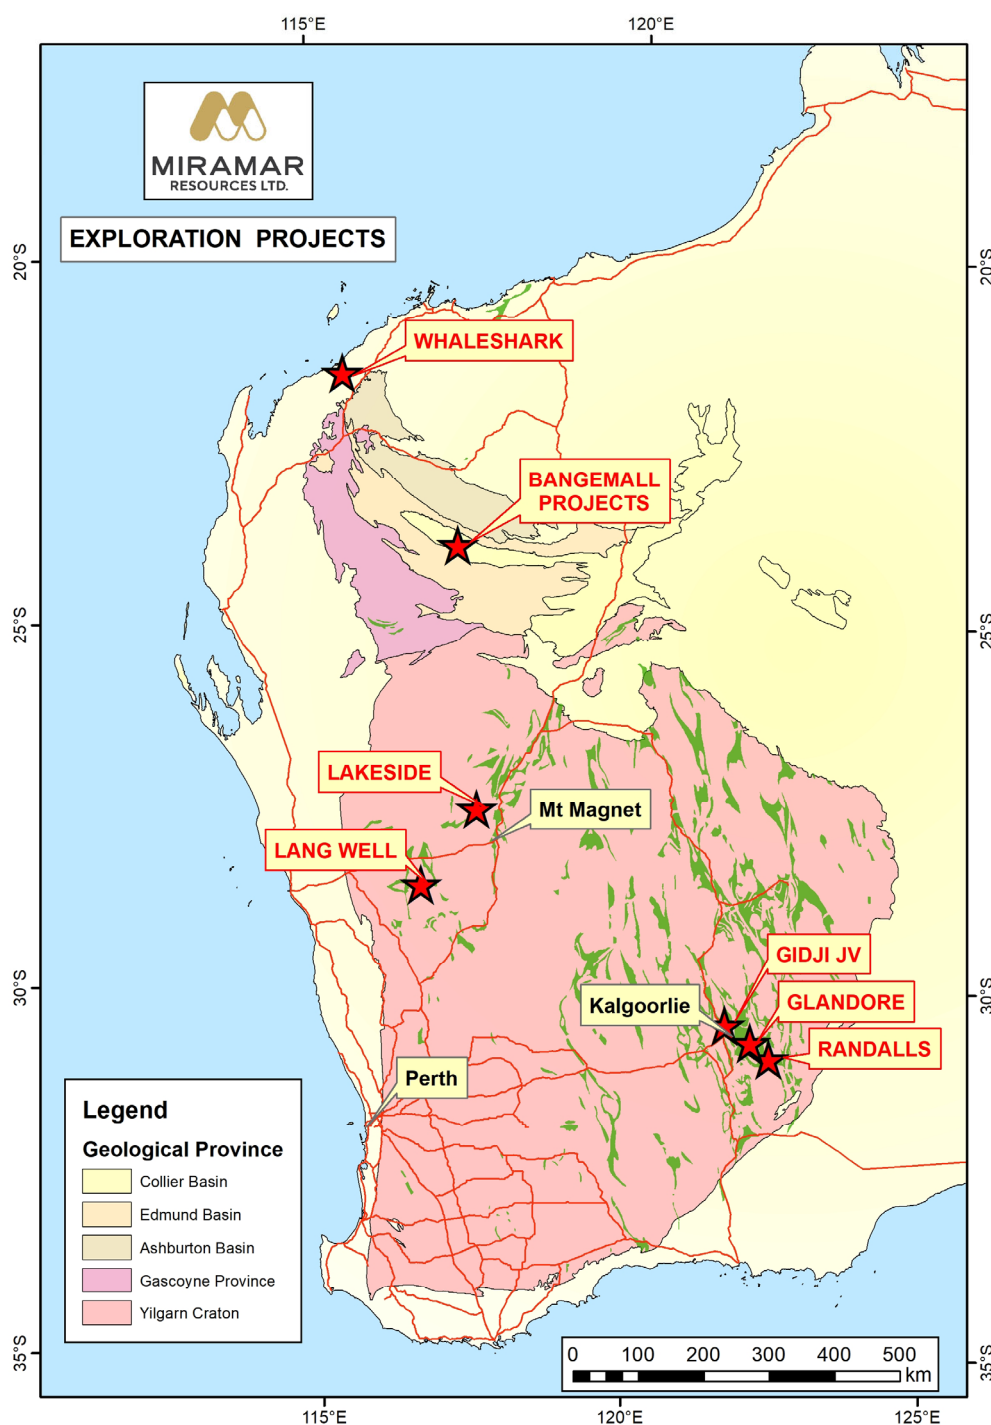 115°E 120°E
MIRAMAR
RESOURCES LTD.
EXPLORATION PROJECTS
20°S
20°S
WHALESHARK
BANGEMALL
PROJECTS
25°S
25°S
LAKESIDE
Mt Magnet
LANG WELL
GIDJI JV
30°S
30°S
Kalgoorlie
GLANDORE
RANDALLS
Perth
Legend
Geological Province
Collier Basin
Edmund Basin
Ashburton Basin
Gascoyne Province
Yilgarn Craton
35°S
35°S
0 100 200 300 400 500
km
115°E 120°E 125°E